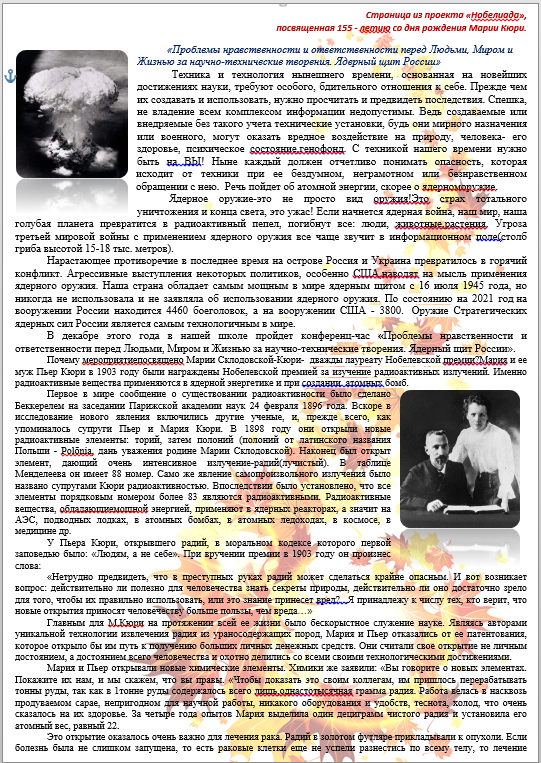 Страница из проекта «Нобелиада»,
посвященная 155 - летию со дня рождения Марии Кюри.
«Проблемы нравственности и ответственности перед Людьми, Миром и
Жизнью за научно-технические творения. Ядерный щит России»
Техника и технология нынешнего времени, основанная на новейших
достижениях науки, требуют особого, бдительного отношения к себе. Прежде чем
их создавать и использовать, нужно просчитать и предвидеть последствия. Спешка,
не владение всем комплексом информации недопустимы. Ведь создаваемые или
внедряемые без такого учета технические установки, будь они мирного назначения
или военного, могут оказать вредное воздействие на природу, человека- его
здоровье, психическое состояние,генофонд. С техникой нашего времени нужно
быть на ..ВЫ! Ныне каждый должен отчетливо понимать опасность, которая
исходит от техники при ее бездумном, неграмотном или безнравственном
обращении с нею. Речь пойдет об атомной энергии, скорее о ядерноморужие.
Ядерное оружие-это не просто вид оружия!Это страх тотального
уничтожения и конца света, это ужас! Если начнется ядерная война, наш мир, наша
голубая планета превратится в радиоактивный пепел, погибнут все: люди, животные,растения. Угроза
третьей мировой войны с применением ядерного оружия все чаще звучит в информационном поле(столб
гриба высотой 15-18 тыс. метров).
Нарастающее противоречие в последнее время на острове Россия и Украина превратилось в горячий
конфликт. Агрессивные выступления некоторых политиков, особенно США,наводят на мысль применения
ядерного оружия. Наша страна обладает самым мощным в мире ядерным щитом с 16 июля 1945 года, но
никогда не использовала и не заявляла об использовании ядерного оружия. По состоянию на 2021 год на
вооружении России находится 4460 боеголовок, а на вооружении США - 3800. Оружие Стратегических
ядерных сил России является самым технологичным в мире.
В декабре этого года в нашей школе пройдет конференц-час «Проблемы нравственности и
ответственности перед Людьми, Миром и Жизнью за научно-технические творения. Ядерный щит России».
Почему мероприятиепосвящено Марии Склодовской-Кюри- дважды лауреату Нобелевской премии?Мария и ее
муж Пьер Кюри в 1903 году были награждены Нобелевской премией за изучение радиоактивных излучений. Именно
радиоактивные вещества применяются в ядерной энергетике и при создании атомных бомб.
Первое в мире сообщение о существовании радиоактивности было сделано
Беккерелем на заседании Парижской академии наук 24 февраля 1896 года. Вскоре в
исследование нового явления включились другие ученые, и, прежде всего, как
упоминалось супруги Пьер и Мария Кюри. В 1898 году они открыли новые
радиоактивные элементы: торий, затем полоний (полоний от латинского названия
Польши - Polōnia, дань уважения родине Марии Склодовской). Наконец был открыт
элемент, дающий очень интенсивное излучение-радий(лучистый). В таблице
Менделеева он имеет 88 номер. Само же явление самопроизвольного излучения было
названо супругами Кюри радиоактивностью. Впоследствии было установлено, что все
элементы порядковым номером более 83 являются радиоактивными. Радиоактивные
вещества, обладающиемощной энергией, применяют в ядерных реакторах, а значит на
АЭС, подводных лодках, в атомных бомбах, в атомных ледоходах, в космосе, в
медицине др.
У Пьера Кюри, открывшего радий, в моральном кодексе которого первой
заповедью было: «Людям, а не себе». При вручении премии в 1903 году он произнес
слова:
«Нетрудно предвидеть, что в преступных руках радий может сделаться крайне опасным. И вот возникает
вопрос: действительно ли полезно для человечества знать секреты природы, действительно ли оно достаточно зрело
для того, чтобы их правильно использовать, или это знание принесет вред?...Я принадлежу к числу тех, кто верит, что
новые открытия приносят человечеству больше пользы, чем вреда…»
Главным для М.Кюри на протяжении всей ее жизни было бескорыстное служение науке. Являясь авторами
уникальной технологии извлечения радия из ураносодержащих пород, Мария и Пьер отказались от ее патентования,
которое открыло бы им путь к получению больших личных денежных средств. Они считали свое открытие не личным
достоянием, а достоянием всего человечества и охотно делились со всеми своими технологическими достижениями.
Мария и Пьер открывали новые химические элементы. Химики же заявили: «Вы говорите о новых элементах.
Покажите их нам, и мы скажем, что вы правы. «Чтобы доказать это своим коллегам, им пришлось перерабатывать
тонны руды, так как в 1тонне руды содержалось всего лишь,однастотысячная грамма радия. Работа велась в насквозь
продуваемом сарае, непригодном для научной работы, никакого оборудования и удобств, теснота, холод, что очень
сказалось на их здоровье. За четыре года опытов Мария выделила один дециграмм чистого радия и установила его
атомный вес, равный 22.
Это открытие оказалось очень важно для лечения рака. Радий в золотом футляре прикладывали к опухоли. Если
болезнь была не слишком запущена, то есть раковые клетки еще не успели разнестись по всему телу, то лечение